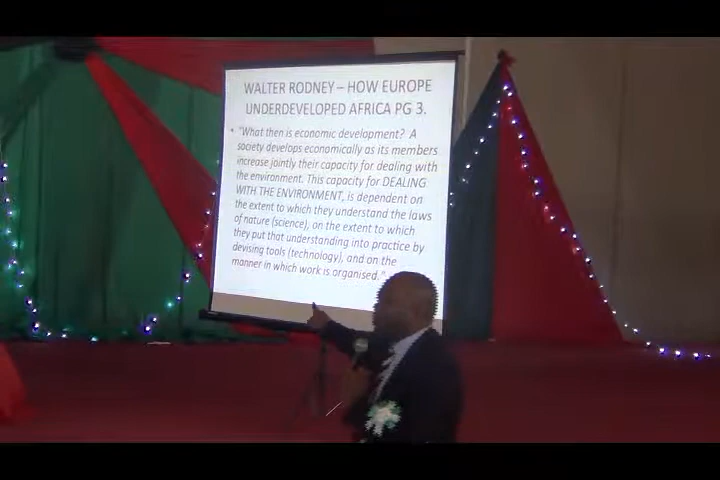 WALTER RODNEY – HOW EUROPE
UNDERDEVELOPED AFRICA PG 3.
• "What then is economic development? A
society develops economically as its members
increase jointly their capacity for dealing with
the environment. This capacity for DEALING
WITH THE ENVIRONMENT, is dependent on
the extent to which they understand the laws
of nature (science), on the extent to which
they put that understanding into practice by
devising tools (technology), and on the
manner in which work is organised."